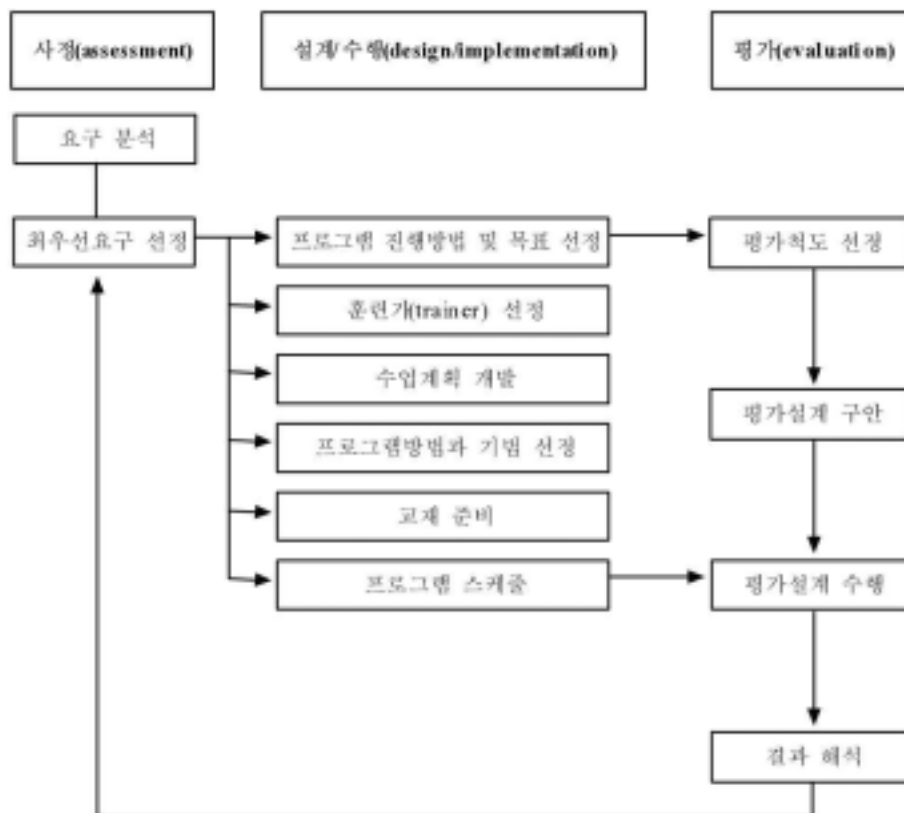 사정(assessment)
설계/수행(design/implementation)
평가(evaluation)
요구 분석
최우선요구 선정
프로그램 진행방법 및 목표 선정
평가척도 선정
훈련가(trainer) 선정
수업계획 개발
평가설계 구안
프로그램방법과 기법 선정
교재 준비
프로그램 스케줄
평가설계 수행
결과 해석